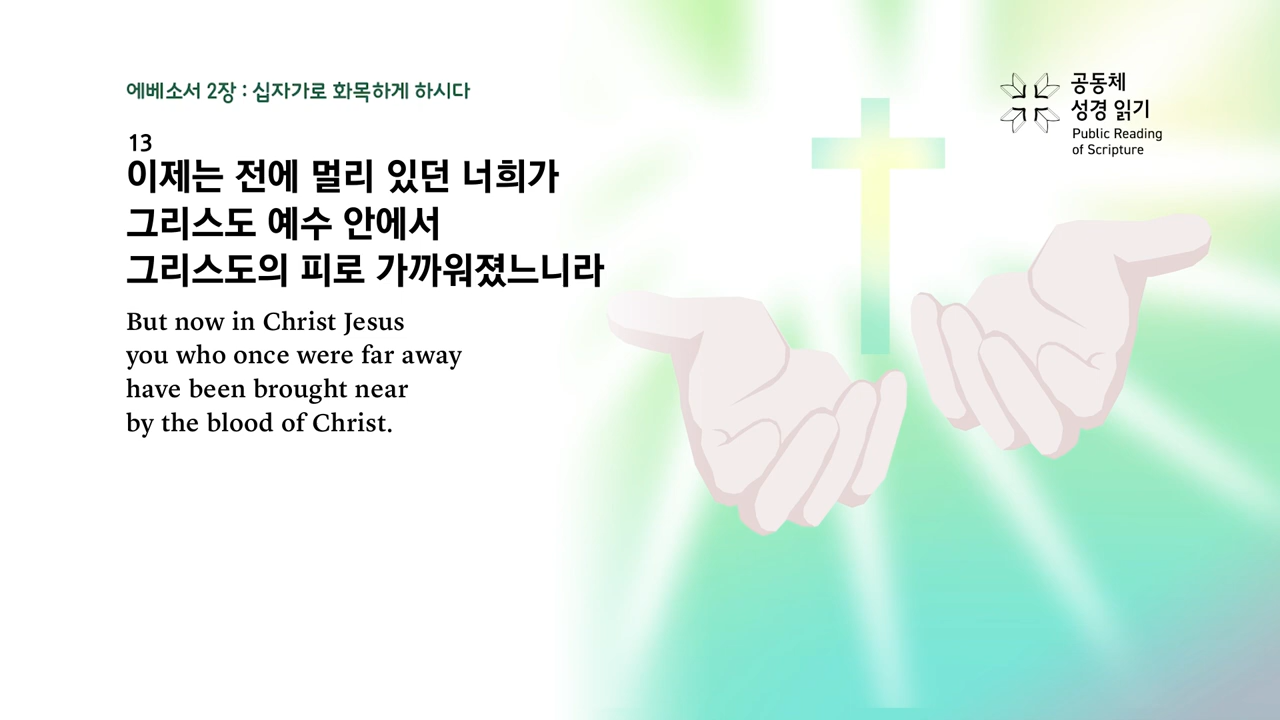 에베소서 2장 : 십자가로 화목하게 하시다
공동체
성경 읽기
Public Reading
of Scripture
13
이제는 전에 멀리 있던 너희가
그리스도 예수 안에서
그리스도의 피로 가까워졌느니라
But now in Christ Jesus
you who once were far away
have been brought near
by the blood of Christ.